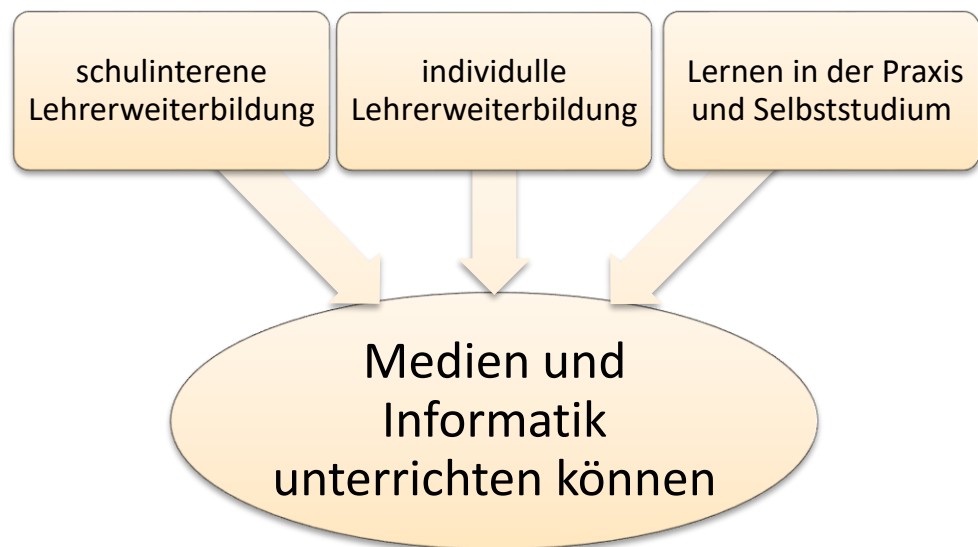 schulinterene
Lehrerweiterbildung
individulle
Lehrerweiterbildung
Lernen in der Praxis
und Selbststudium
Medien und
Informatik
unterrichten können